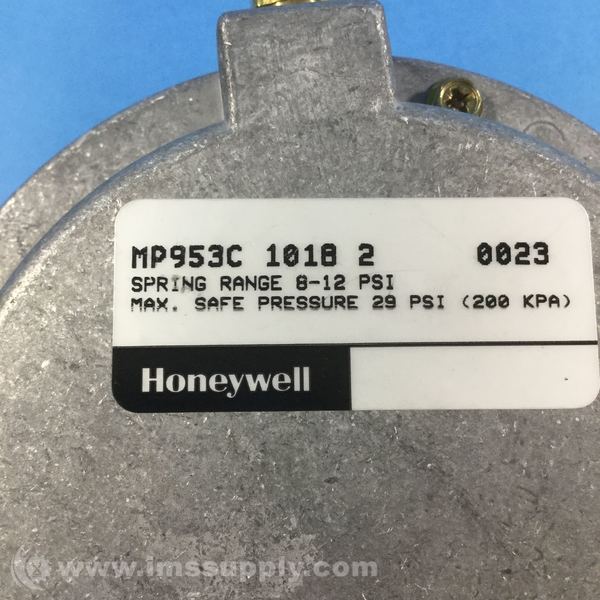 MP953C 1018 2 0023
SPRING RANGE 8-12 PSI
MAX. SAFE PRESSURE 29 PSI (200 KPA)
Honeywell
www.imssupply.com